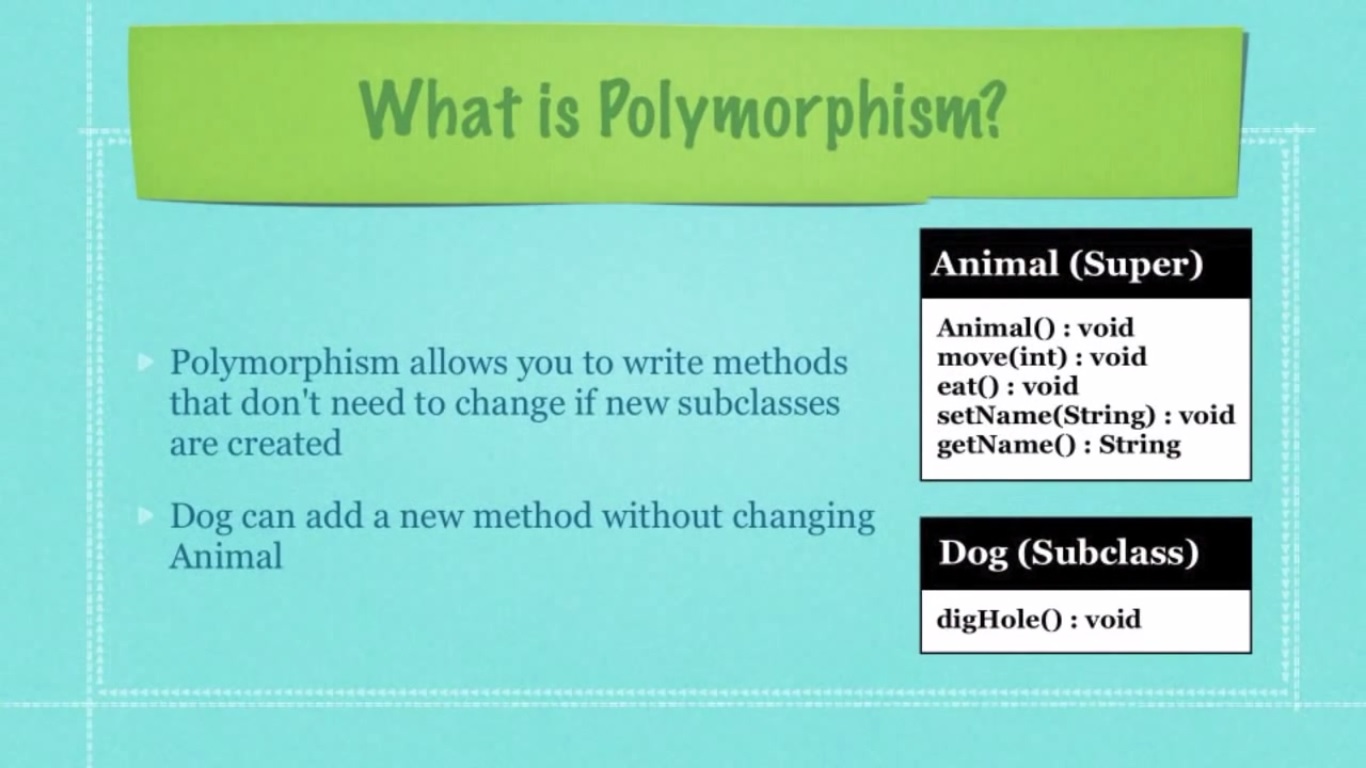 What is Polymorphism?
Polymorphism allows you to write methods
that don't need to change if new subclasses
are created
Dog can add a new method without changing
Animal
Animal (Super)
Animal() : void
move(int) : void
eat() : void
setName(String) : void
getName() : String
Dog (Subclass)
digHole() : void